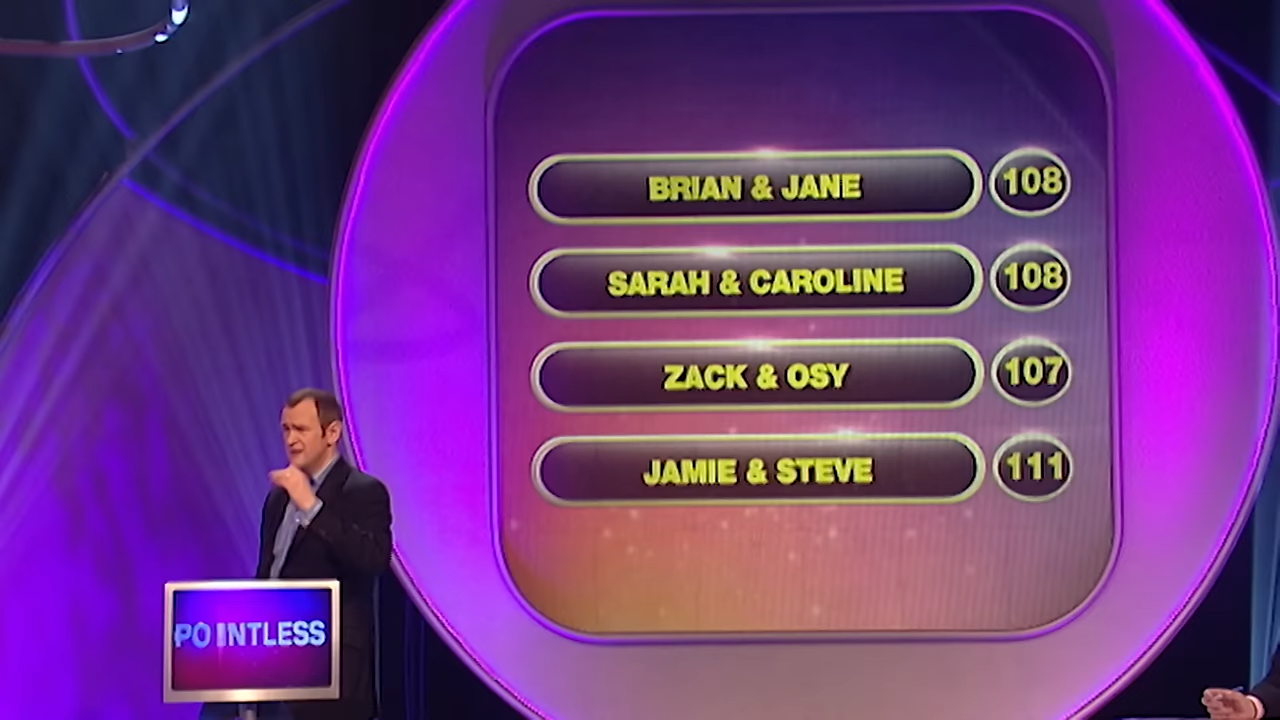 BRIAN & JANE 108
SARAH & CAROLINE 108
ZACK & OSY 107
JAMIE & STEVE 111
POINTLESS